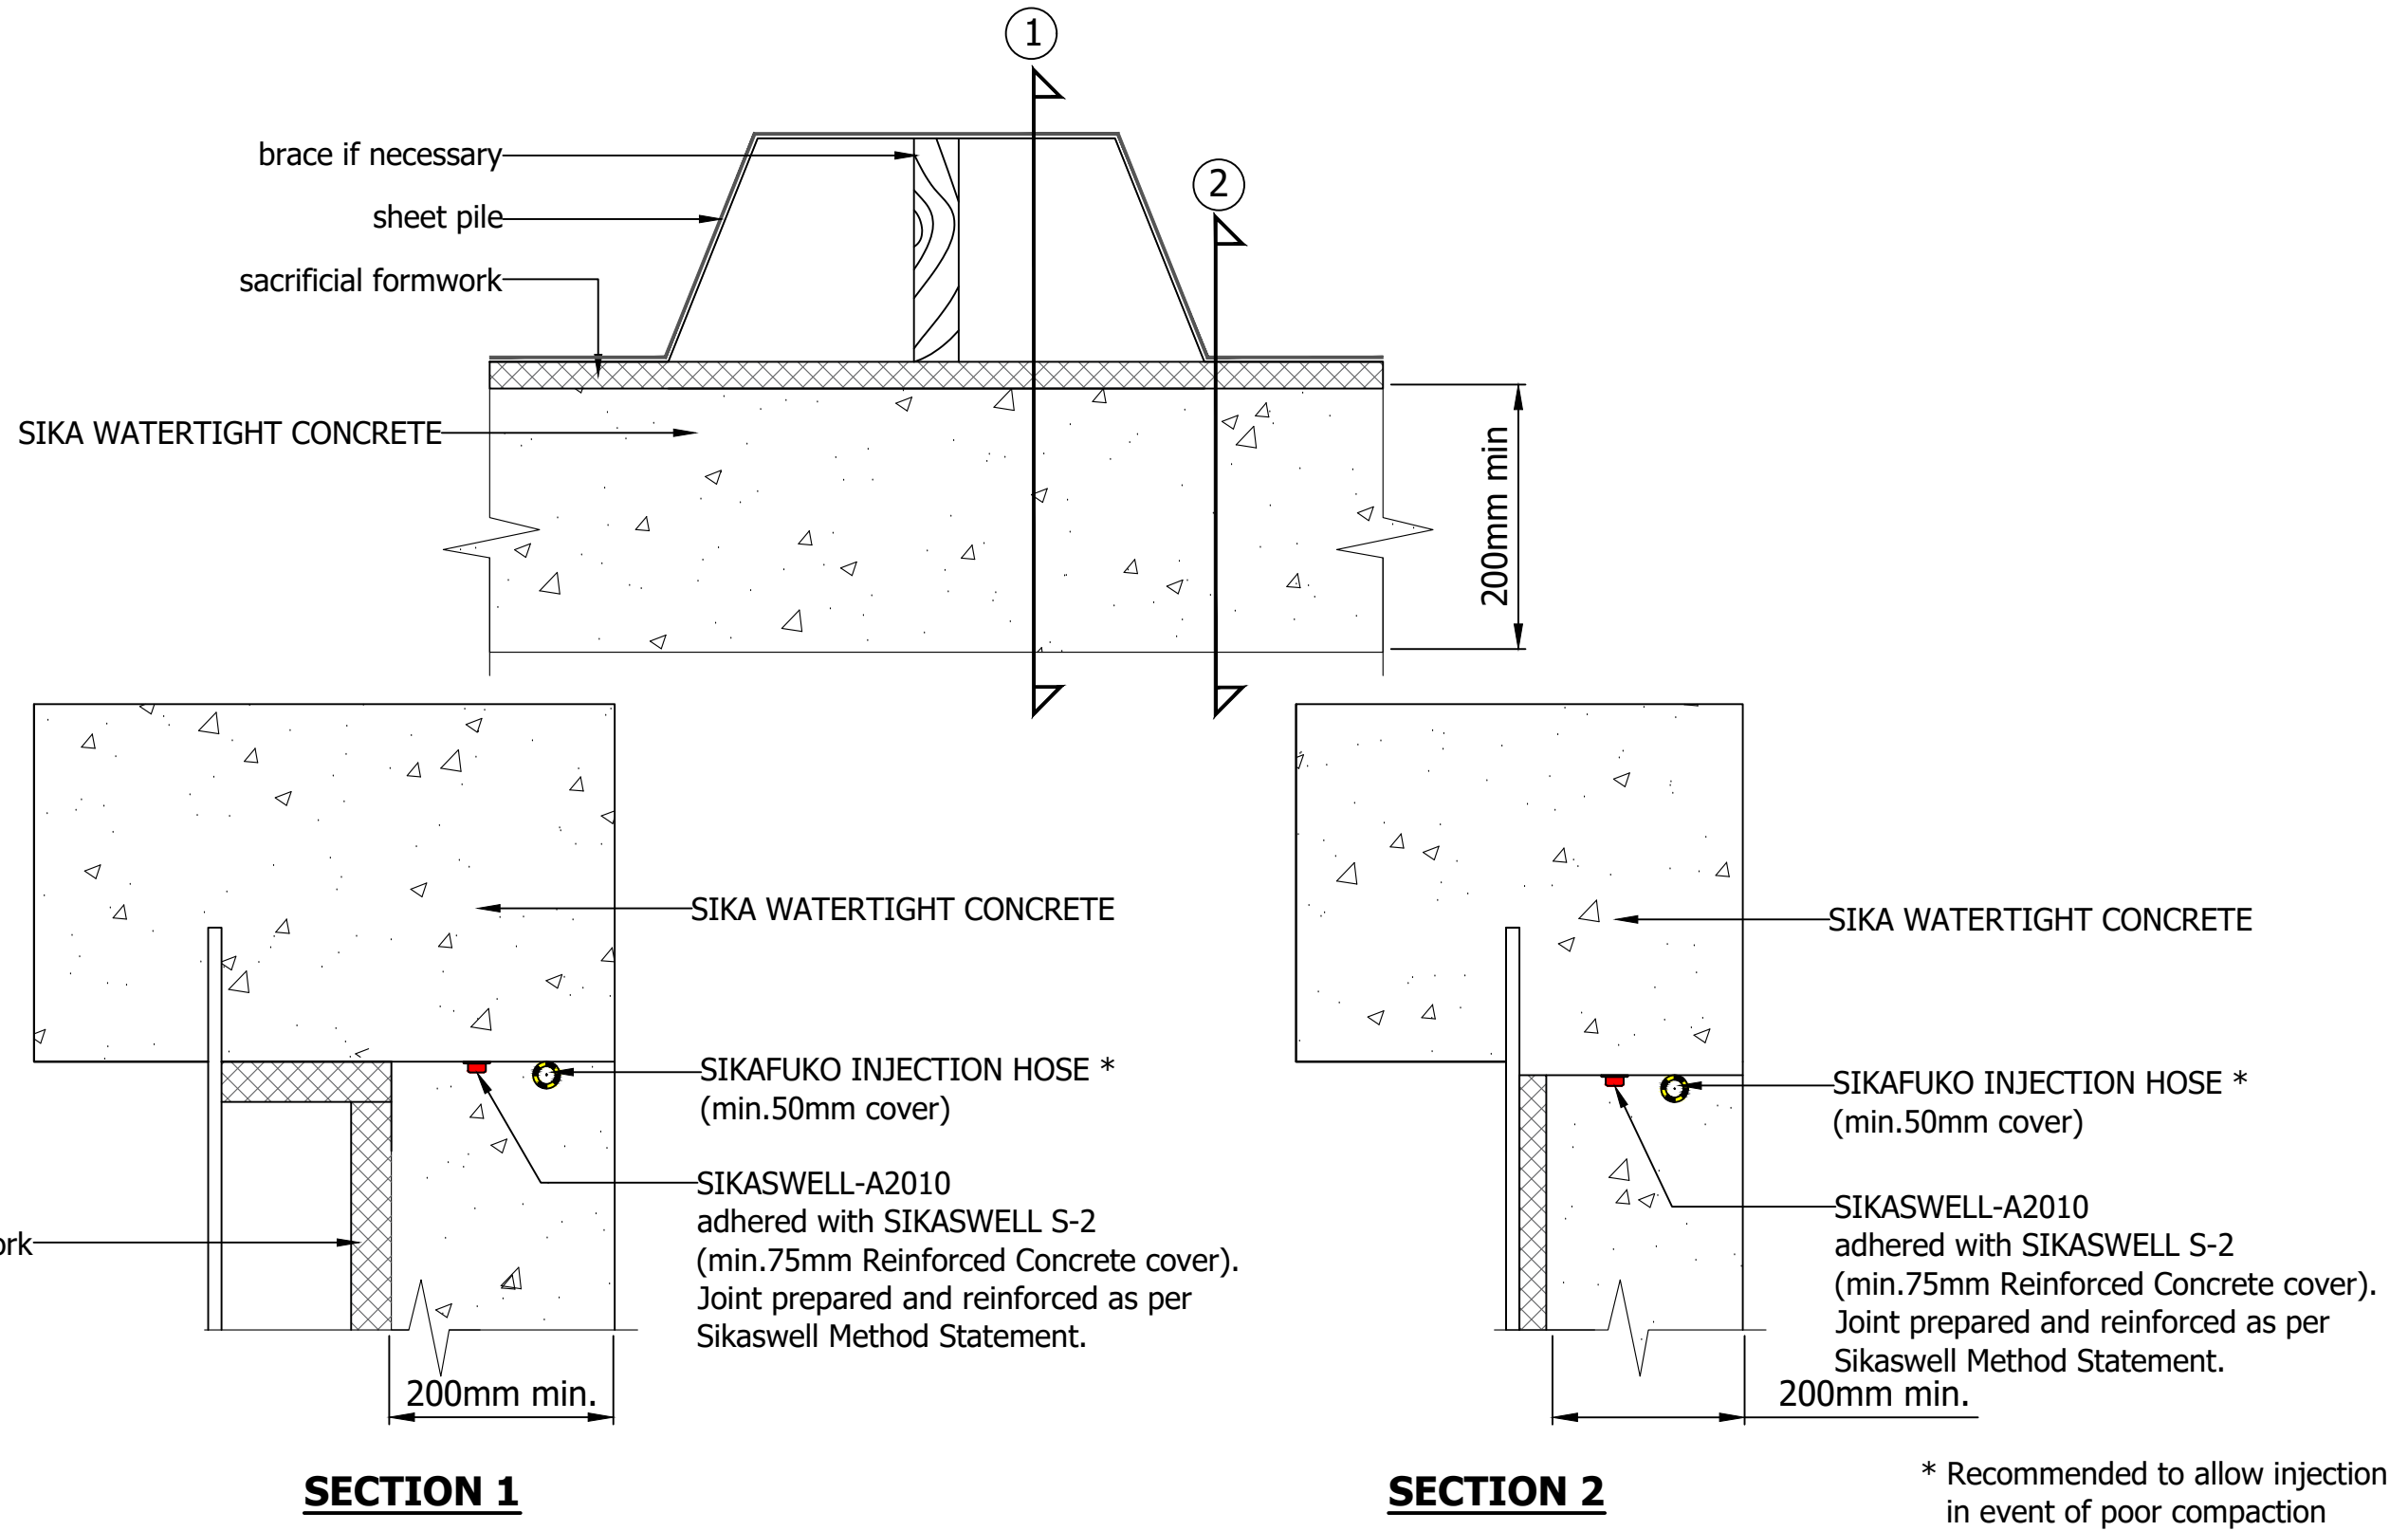 1
brace if necessary
2
sheet pile
sacrificial formwork
SIKA WATERTIGHT CONCRETE
200mm min
SIKA WATERTIGHT CONCRETE
SIKAFUKO INJECTION HOSE *
(min.50mm cover)
SIKASWELL-A2010
adhered with SIKASWELL S-2
(min.75mm Reinforced Concrete cover).
Joint prepared and reinforced as per
Sikaswell Method Statement.
ork
200mm min.
SECTION 1
SIKA WATERTIGHT CONCRETE
SIKAFUKO INJECTION HOSE *
(min.50mm cover)
SIKASWELL-A2010
adhered with SIKASWELL S-2
(min.75mm Reinforced Concrete cover).
Joint prepared and reinforced as per
Sikaswell Method Statement.
200mm min.
SECTION 2
* Recommended to allow injection
in event of poor compaction